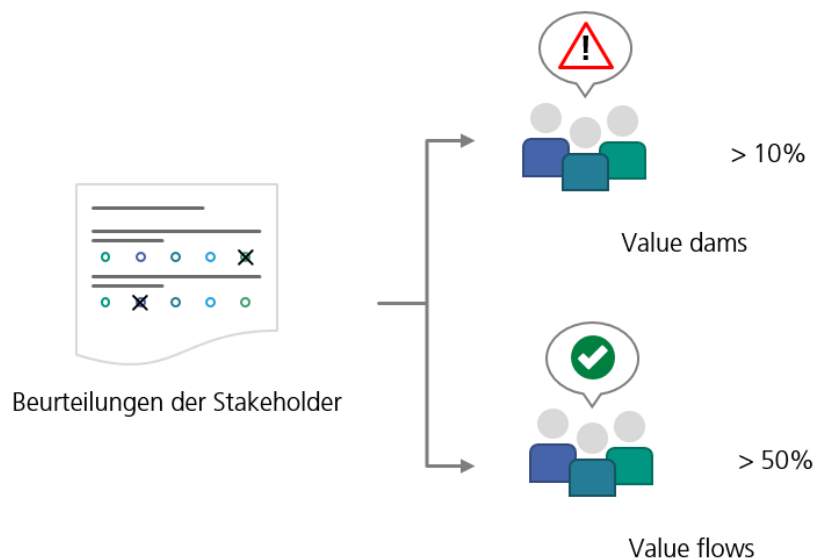 > 10%
Value dams
Beurteilungen der Stakeholder
> 50%
Value flows